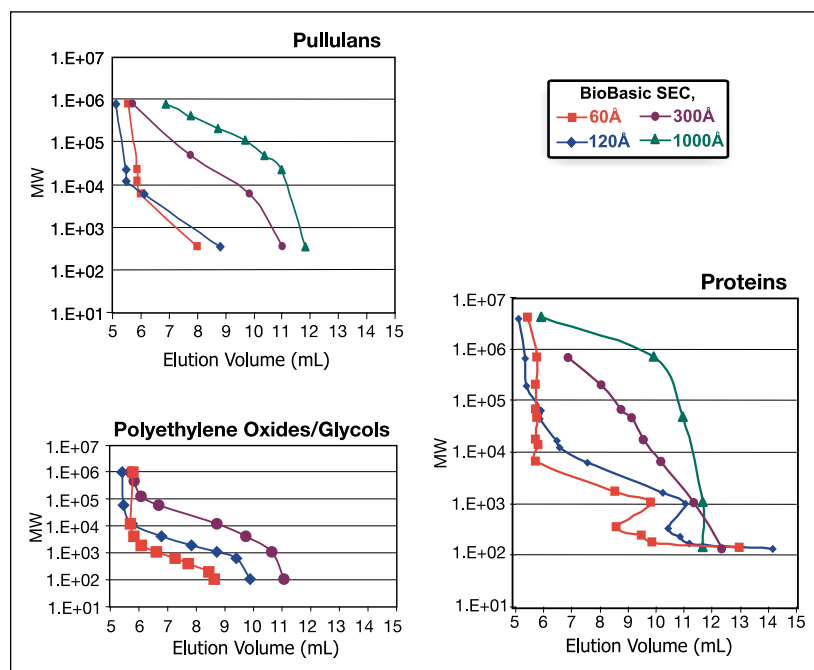 Pullulans
1.E+07
1.E+06
1.E+05
1.E+04
1.E+03
1.E+02
1.E+01
MW
5 6 7 8 9 10 11 12 13 14 15
Elution Volume (mL)
BioBasic SEC,
60Å 300Å
120Å 1000Å
Polyethylene Oxides/Glycols
1.E+07
1.E+06
1.E+05
1.E+04
1.E+03
1.E+02
1.E+01
MW
5 6 7 8 9 10 11 12 13 14 15
Elution Volume (mL)
Proteins
1.E+07
1.E+06
1.E+05
1.E+04
1.E+03
1.E+02
1.E+01
MW
5 6 7 8 9 10 11 12 13 14 15
Elution Volume (mL)